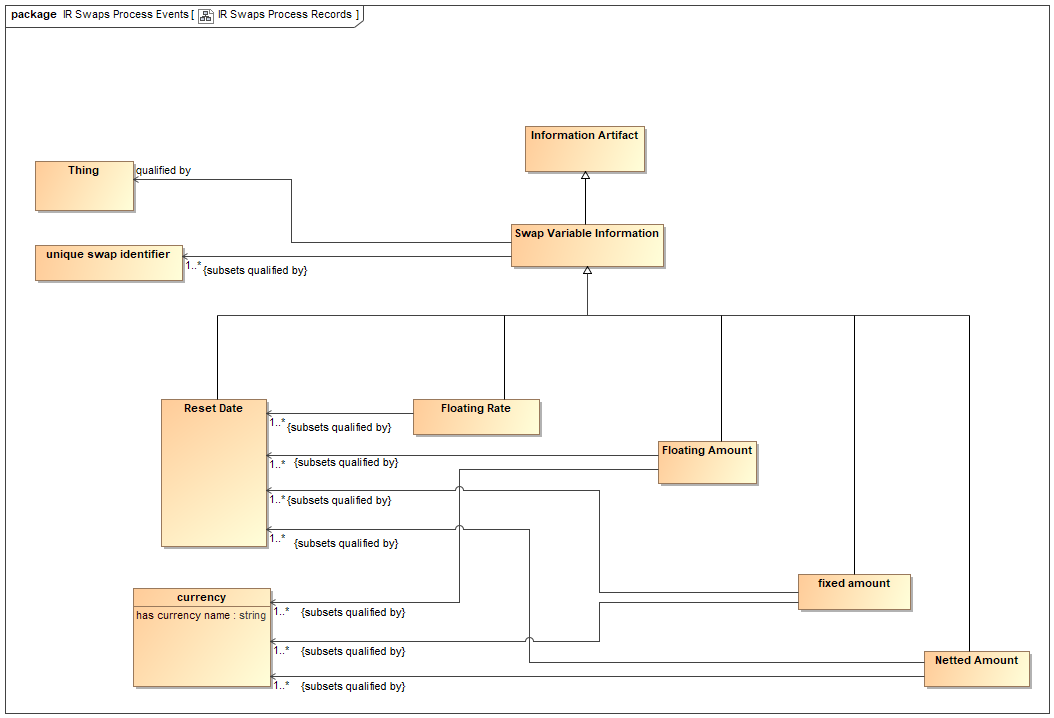 package IR Swaps Process Events [ IR Swaps Process Records ]
Information Artifact
Thing
qualified by
Swap Variable Information
unique swap identifier
1..* {subsets qualified by}
Reset Date
Floating Rate
1..* {subsets qualified by}
Floating Amount
1..* {subsets qualified by}
1..* {subsets qualified by}
1..* {subsets qualified by}
fixed amount
currency
has currency name : string
1..* {subsets qualified by}
1..* {subsets qualified by}
Netted Amount
1..* {subsets qualified by}